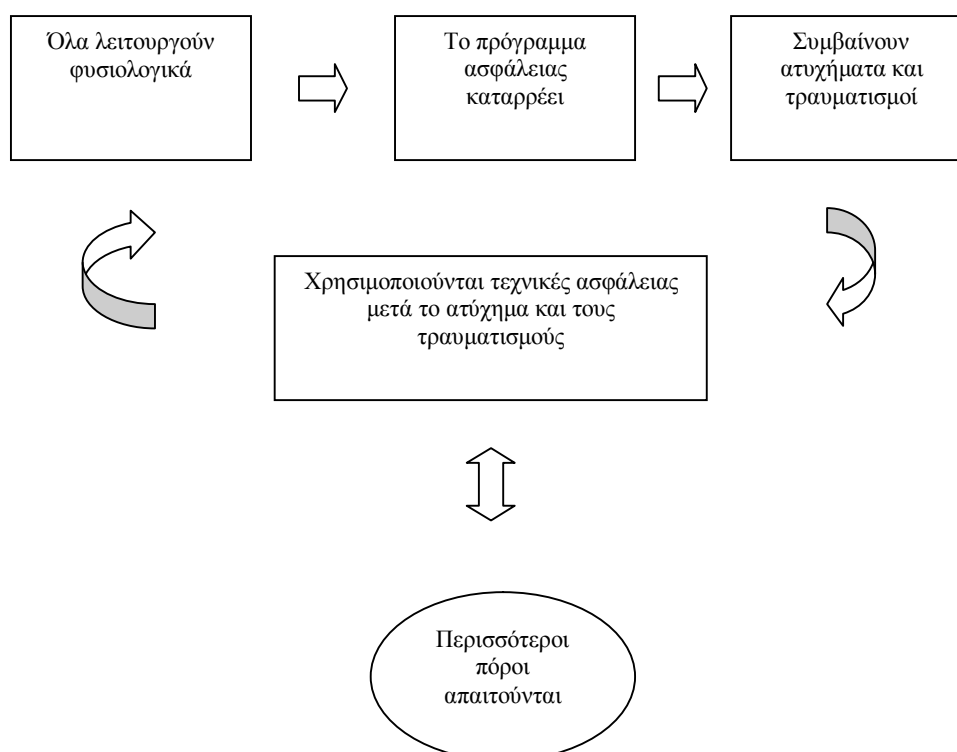 Όλα λειτουργούν
φυσιολογικά
Το πρόγραμμα
ασφάλειας
καταρρέει
Συμβαίνουν
ατυχήματα και
τραυματισμοί
Χρησιμοποιούνται τεχνικές ασφάλειας
μετά το ατύχημα και τους
τραυματισμούς
Περισσότεροι
πόροι
απαιτούνται